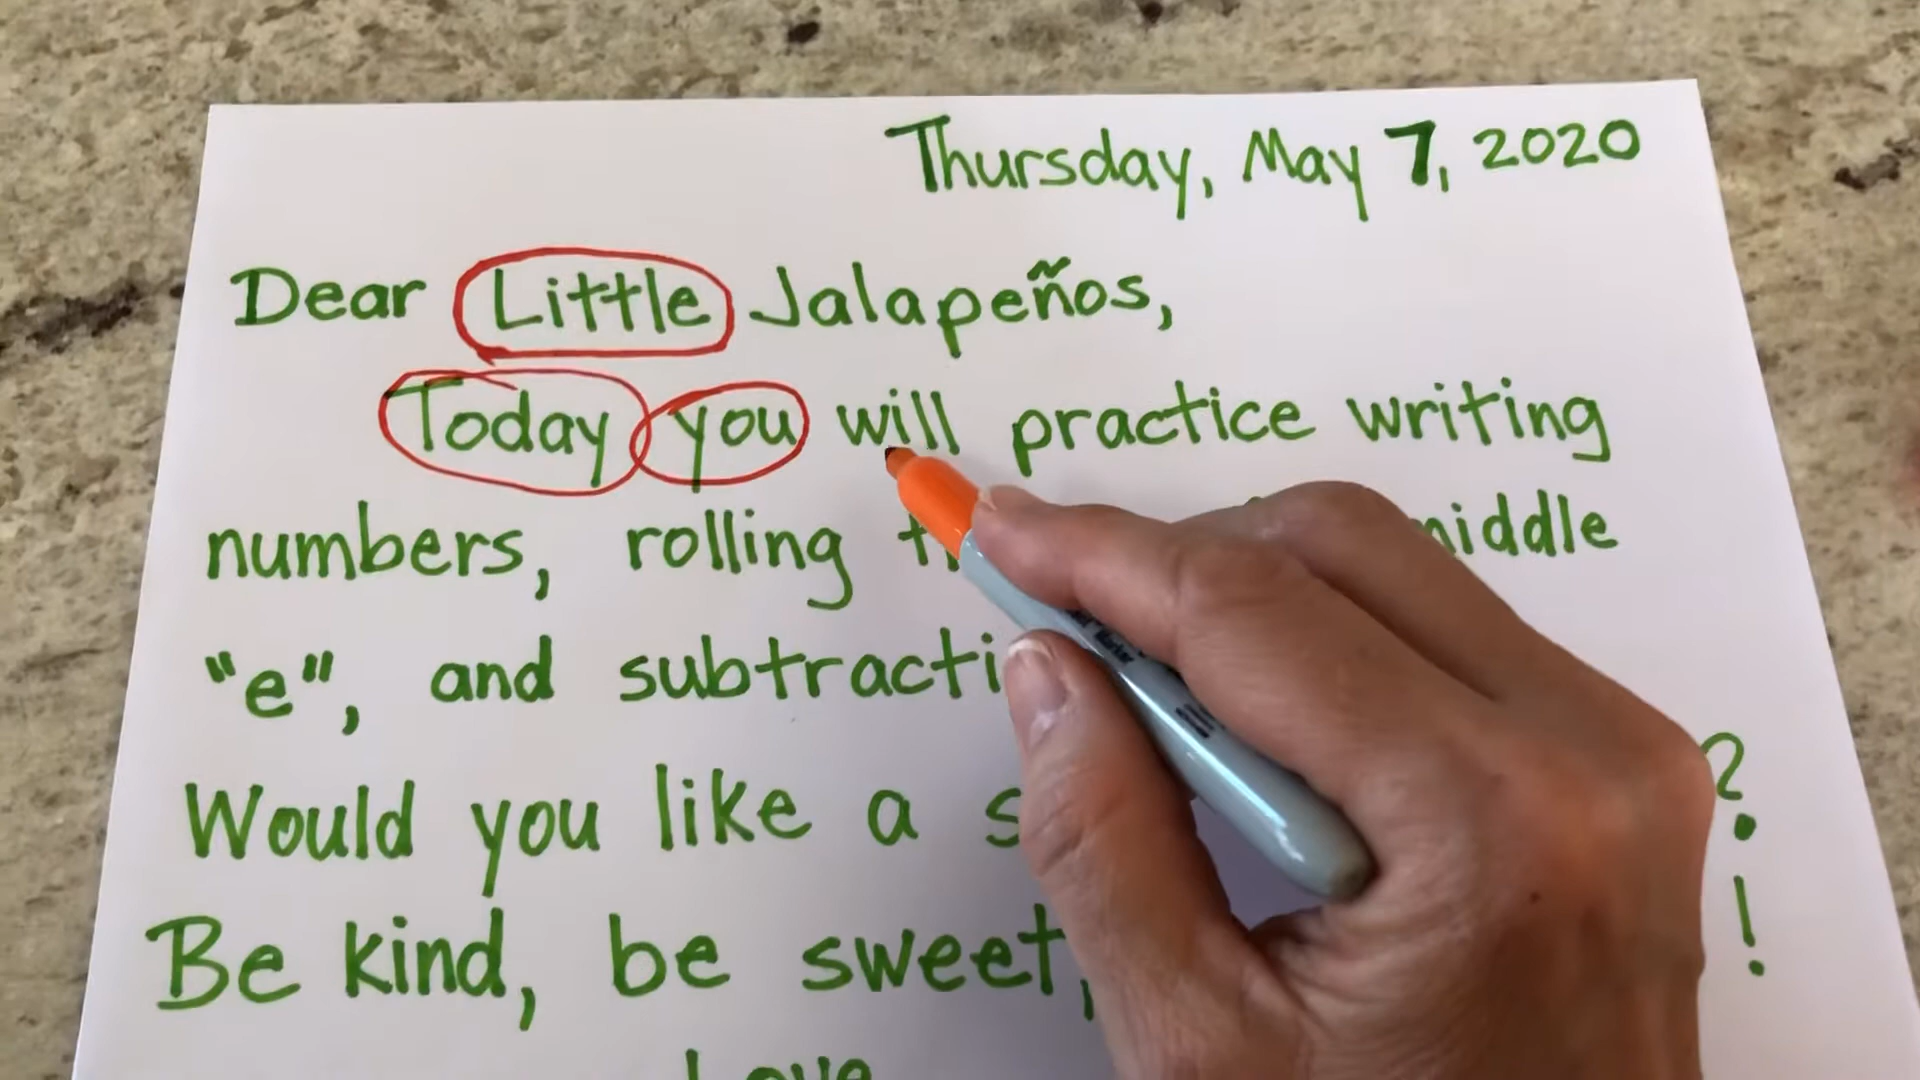 Thursday, May 7, 2020
Dear Little Jalapeños,
Today you will practice writing
numbers, rolling middle
"e", and
Would you like a ?
Be kind, be sweet, !
Love